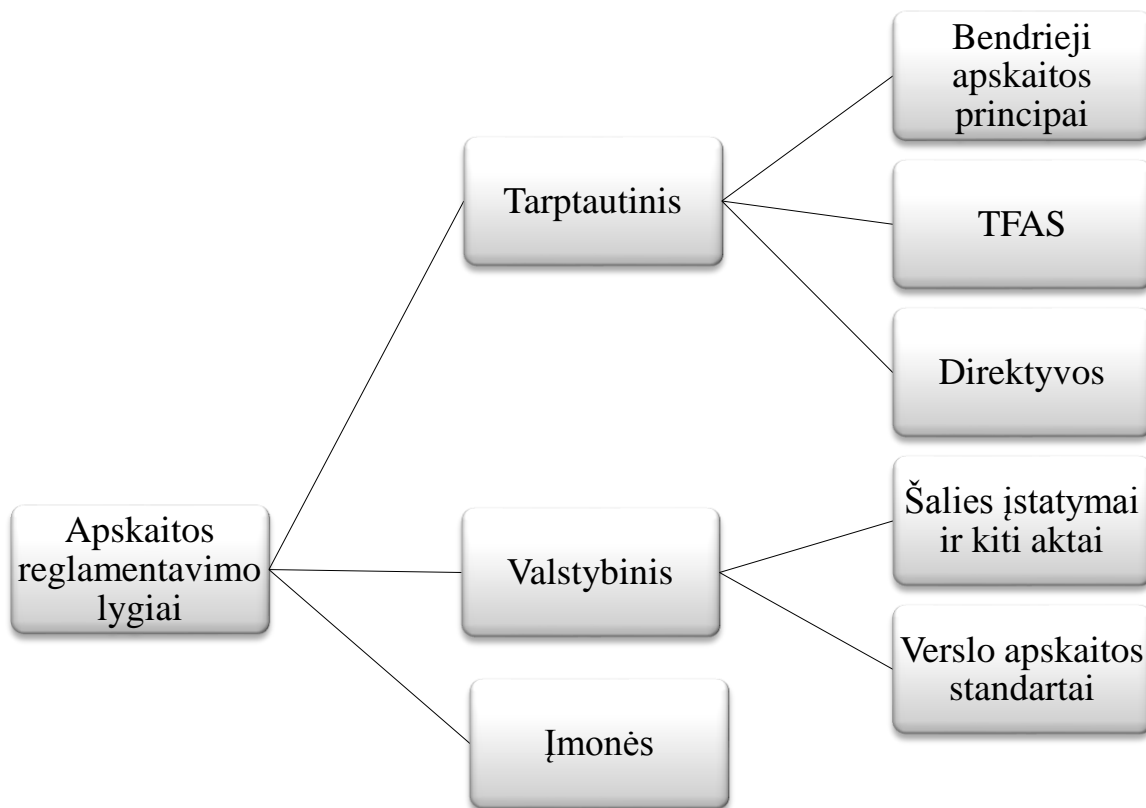 Apskaitos
reglamentavimo
lygiai
Tarptautinis
Bendrieji
apskaitos
principai
TFAS
Direktyvos
Valstybinis
Šalies įstatymai
ir kiti aktai
Verslo apskaitos
standartai
Įmonės